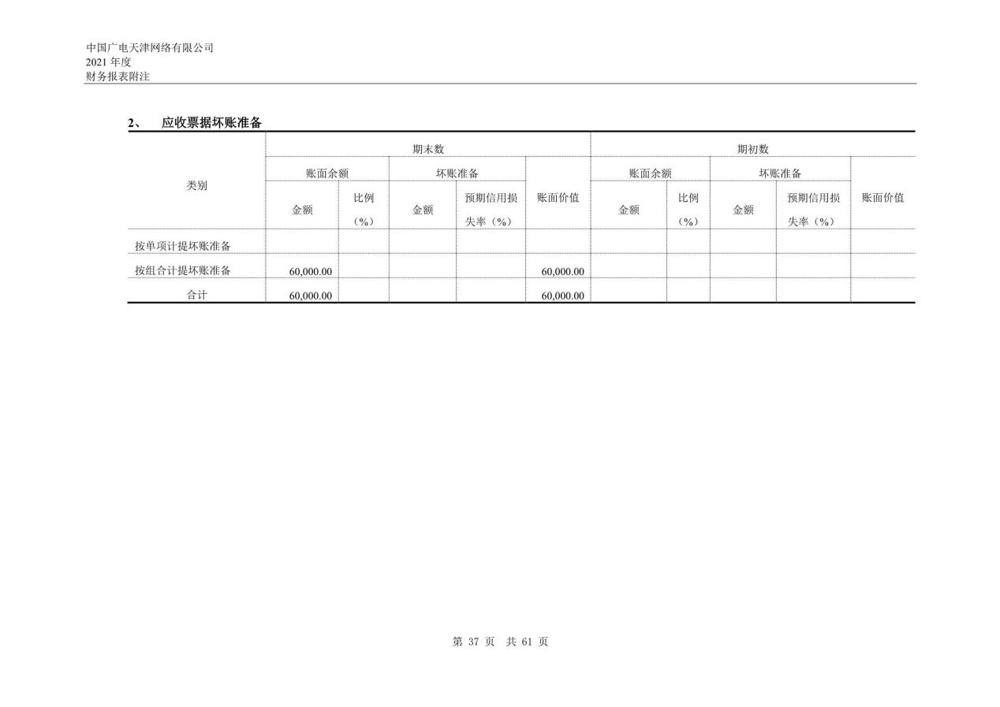 中国广电天津网络有限公司
2021 年度
财务报表附注
2、 应收票据坏账准备
类别 期末数 期初数
账面余额 坏账准备 账面价值 账面余额 坏账准备 账面价值
金额 比例（%） 金额 预期信用损失率（%） 金额 比例（%） 金额 预期信用损失率（%）
按单项计提坏账准备
按组合计提坏账准备 60,000.00 60,000.00
合计 60,000.00 60,000.00
第 37 页 共 61 页